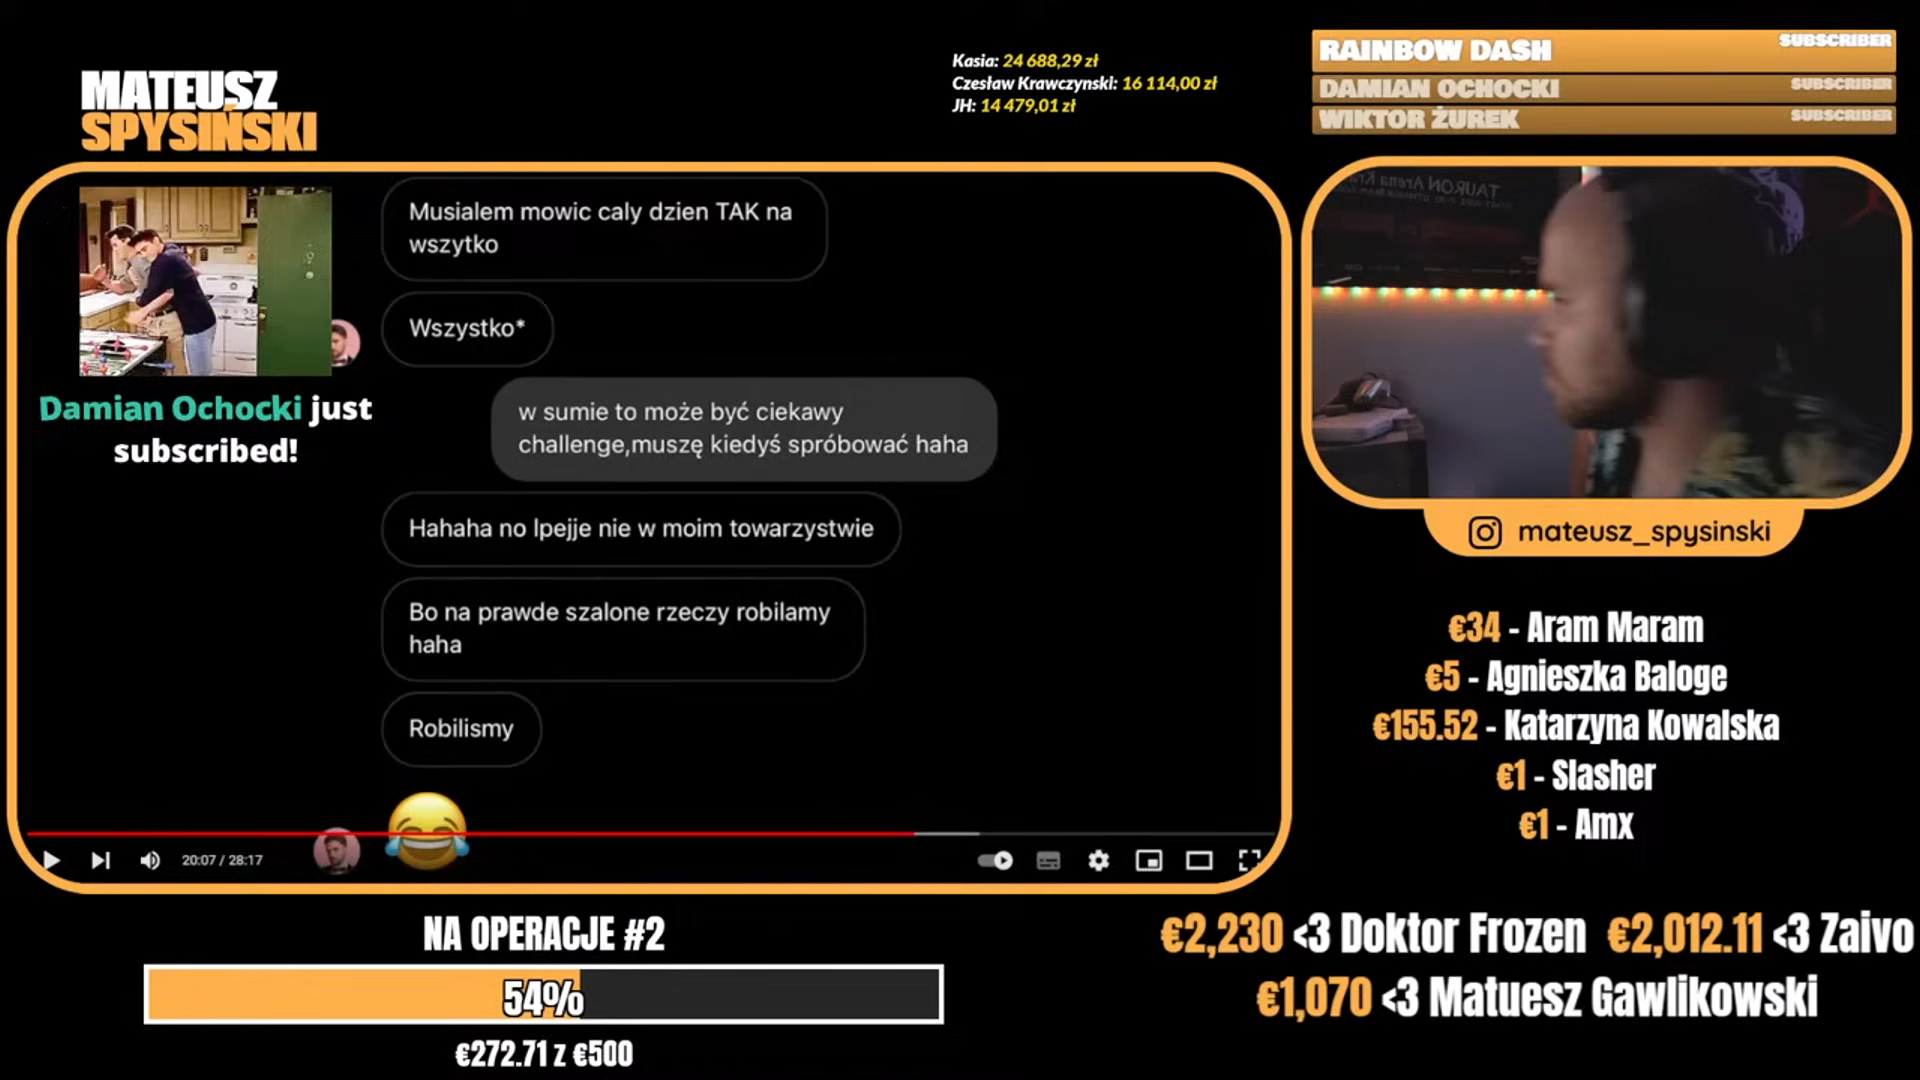 MATEUSZ
SPYSIŃSKI
Kasia: 24 688,29 zł
Czesław Krawczynski: 16 114,00 zł
JH: 14 479,01 zł
RAINBOW DASH SUBSCRIBER
DAMIAN OCHOCKI SUBSCRIBER
WIKTOR ŻUREK SUBSCRIBER
Damian Ochocki just
subscribed!
Musialem mowic caly dzien TAK na
wszytko
Wszystko*
w sumie to może być ciekawy
challenge,muszę kiedyś spróbować haha
Hahaha no lpejje nie w moim towarzystwie
Bo na prawde szalone rzeczy robilamy
haha
Robilismy
20:07 / 28:17
TAURON Arena
mateusz_spysinski
€34 - Aram Maram
€5 - Agnieszka Baloge
€155.52 - Katarzyna Kowalska
€1 - Slasher
€1 - Amx
NA OPERACJE #2
54%
€272.71 z €500
€2,230 <3 Doktor Frozen €2,012.11 <3 Zaivo
€1,070 <3 Matuesz Gawlikowski